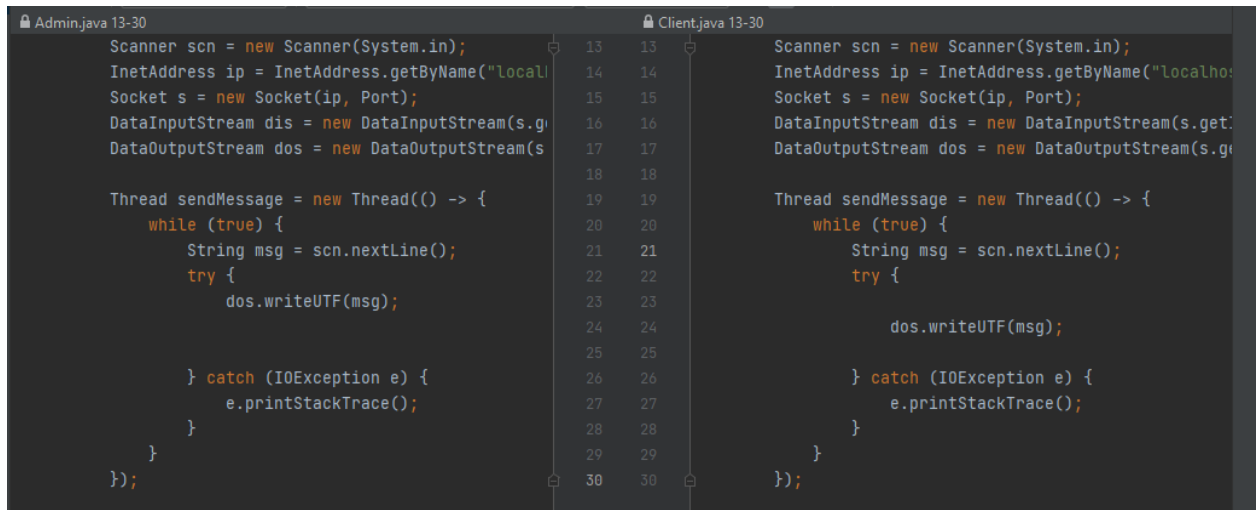 Admin.java 13-30
Scanner scn = new Scanner(System.in); 13
InetAddress ip = InetAddress.getByName("local 14
Socket s = new Socket(ip, Port); 15
DataInputStream dis = new DataInputStream(s.g 16
DataOutputStream dos = new DataOutputStream(s 17
18
Thread sendMessage = new Thread(() -> { 19
while (true) { 20
String msg = scn.nextLine(); 21
try { 22
dos.writeUTF(msg); 23
24
25
} catch (IOException e) { 26
e.printStackTrace(); 27
} 28
} 29
}); 30
Client.java 13-30
13 Scanner scn = new Scanner(System.in);
14 InetAddress ip = InetAddress.getByName("localhos
15 Socket s = new Socket(ip, Port);
16 DataInputStream dis = new DataInputStream(s.get
17 DataOutputStream dos = new DataOutputStream(s.ge
18
19 Thread sendMessage = new Thread(() -> {
20 while (true) {
21 String msg = scn.nextLine();
22 try {
23
24 dos.writeUTF(msg);
25
26 } catch (IOException e) {
27 e.printStackTrace();
28 }
29 }
30 });